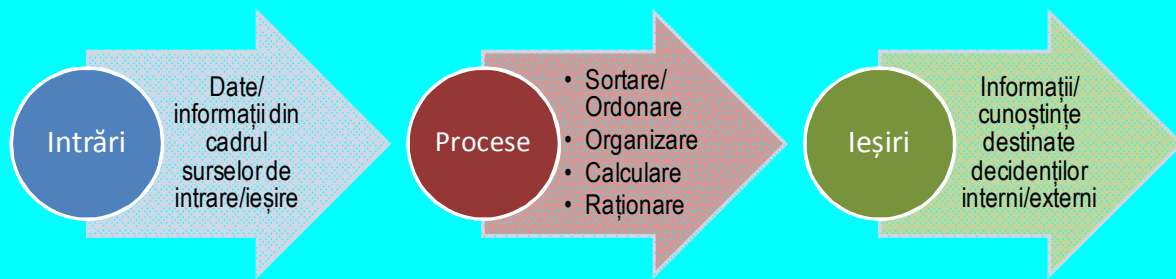 Intrări
Date/
informații din
cadrul
surselor de
intrare/ieșire
Procese
• Sortare/
Ordonare
• Organizare
• Calculare
• Raționare
Ieșiri
Informații/
cunoștințe
destinate
decidenților
interni/externi